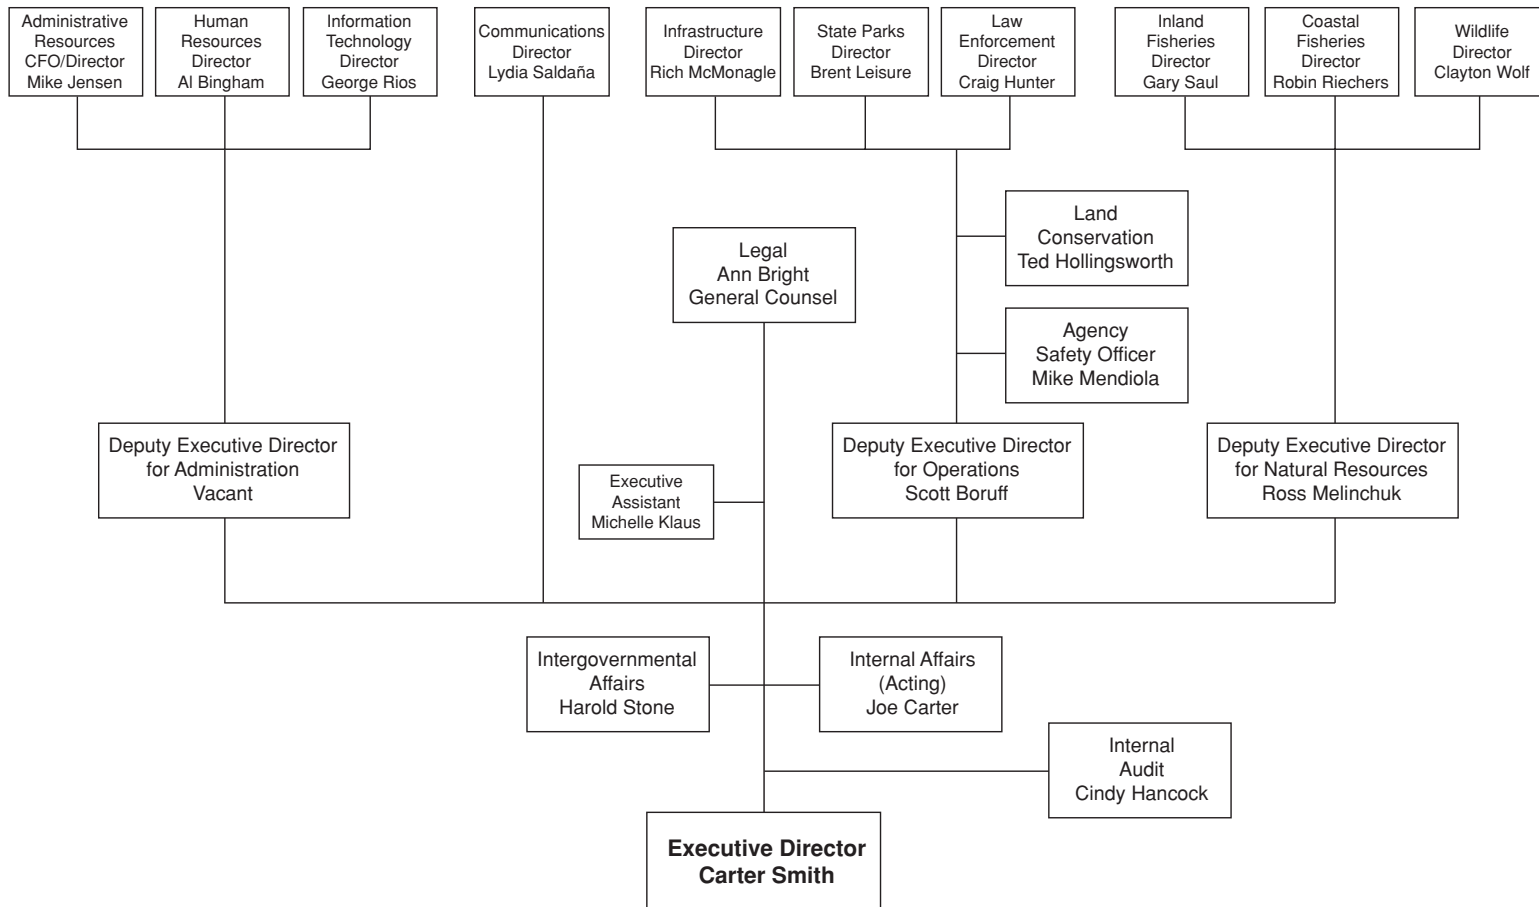 Administrative
Resources
CFO/Director
Mike Jensen
Human
Resources
Director
Al Bingham
Information
Technology
Director
George Rios
Communications
Director
Lydia Saldaña
Infrastructure
Director
Rich McMonagle
State Parks
Director
Brent Leisure
Law
Enforcement
Director
Craig Hunter
Inland
Fisheries
Director
Gary Saul
Coastal
Fisheries
Director
Robin Riechers
Wildlife
Director
Clayton Wolf
Land
Conservation
Ted Hollingsworth
Legal
Ann Bright
General Counsel
Agency
Safety Officer
Mike Mendiola
Deputy Executive Director
for Administration
Vacant
Executive
Assistant
Michelle Klaus
Deputy Executive Director
for Operations
Scott Boruff
Deputy Executive Director
for Natural Resources
Ross Melinchuk
Intergovernmental
Affairs
Harold Stone
Internal Affairs
(Acting)
Joe Carter
Internal
Audit
Cindy Hancock
Executive Director
Carter Smith